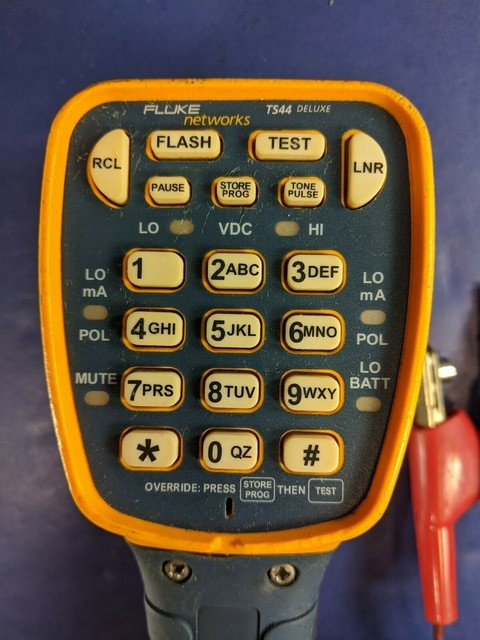 FLUKE networks
TS44 DELUXE
RCL FLASH TEST LNR
PAUSE STORE PROG TONE PULSE
LO VDC HI
1 2ABC 3DEF
LO mA LO mA
4GHI 5JKL 6MNO
POL POL
7PRS 8TUV 9WXY
MUTE LO BATT
* 0 QZ #
OVERRIDE: PRESS STORE PROG THEN TEST